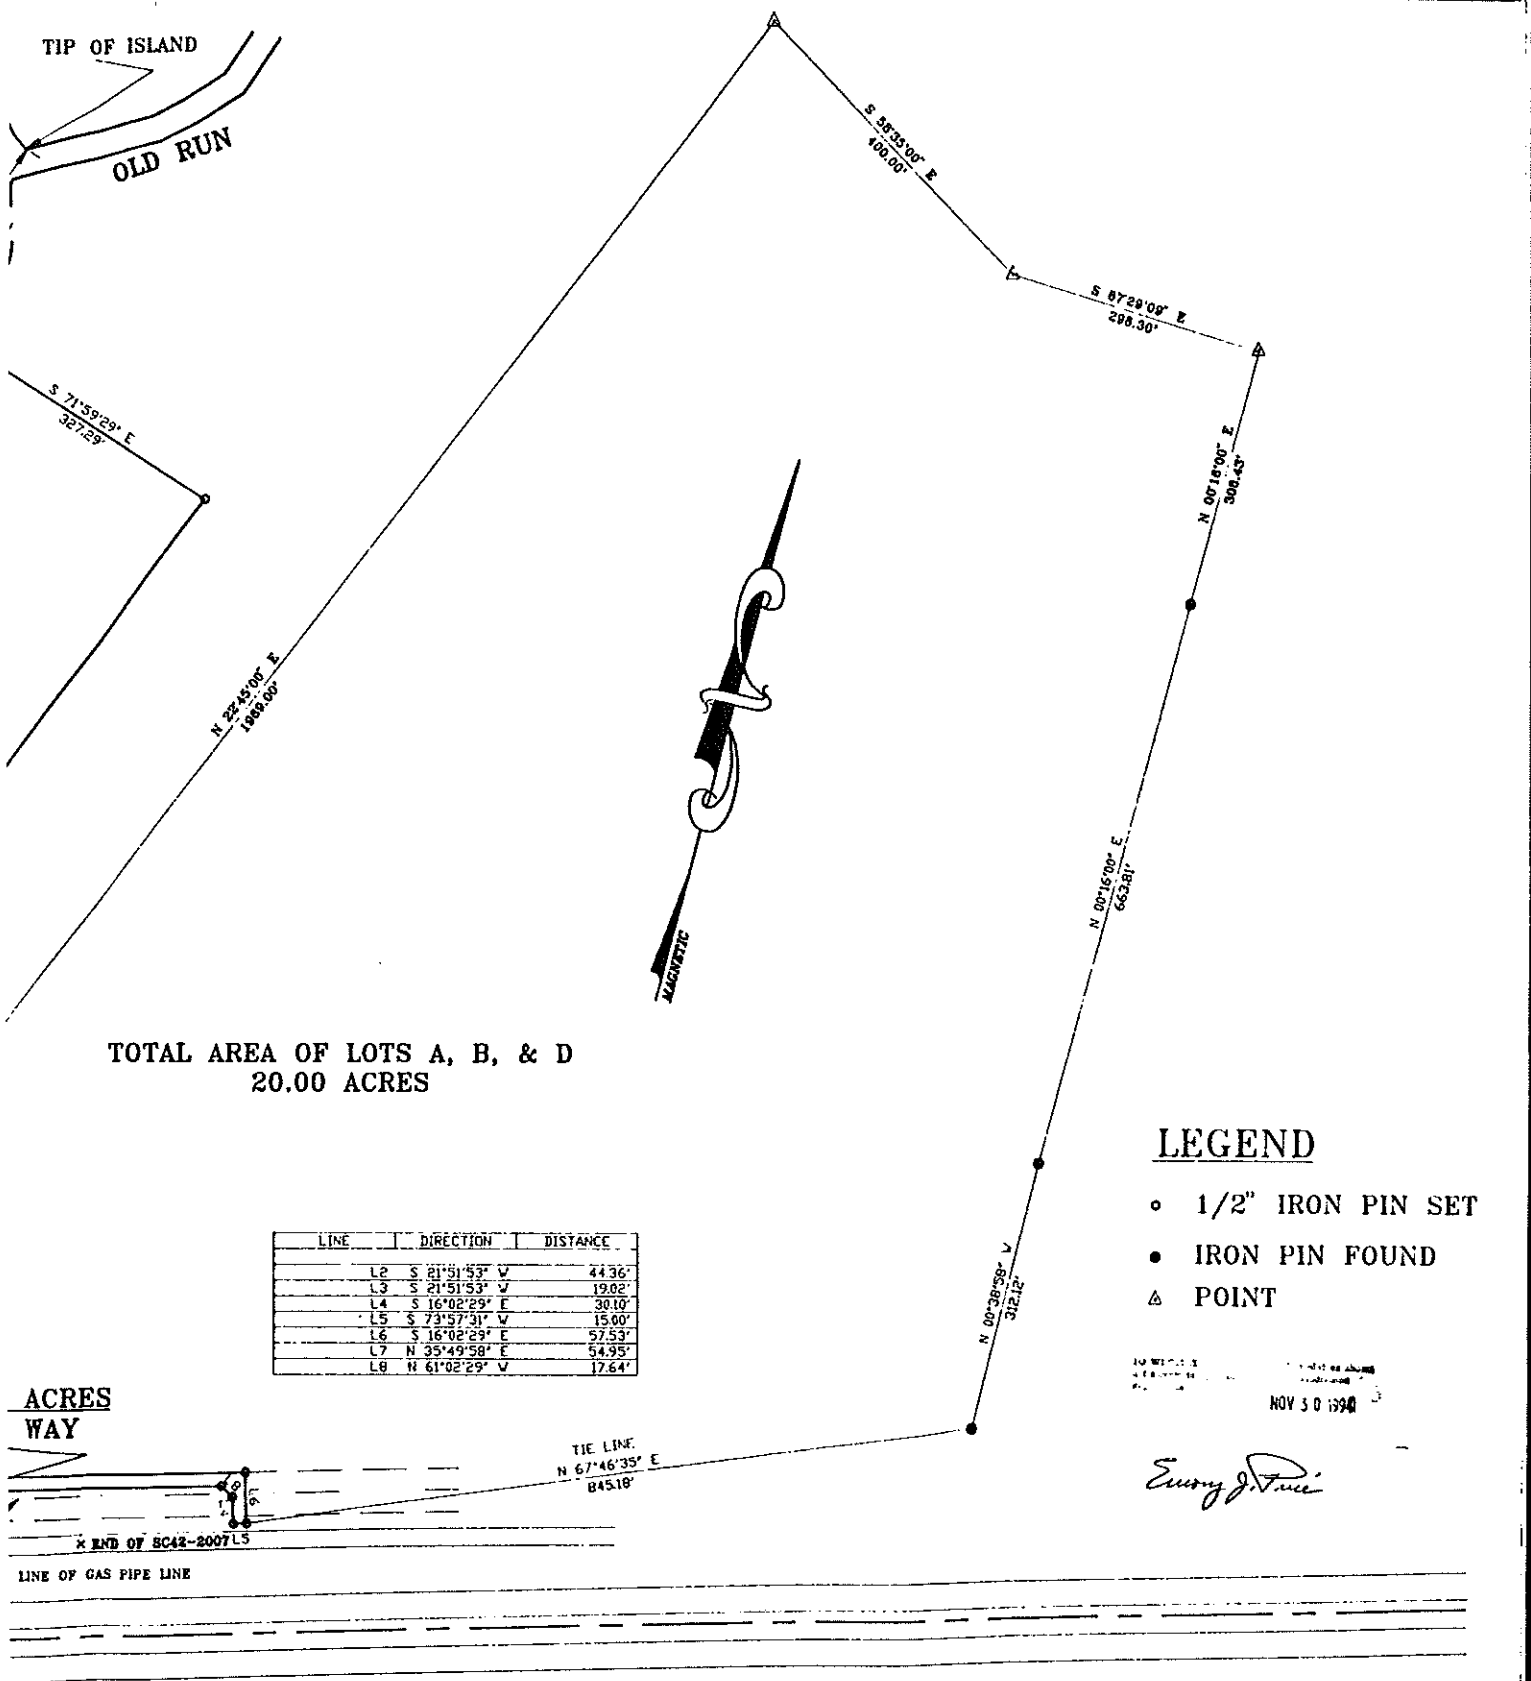 TIP OF ISLAND
OLD RUN
S 58°35'00" E
400.00'
S 87°29'09" E
298.30'
S 71°59'29" E
327.29'
N 00°16'00" E
306.43'
N 22°45'00" E
1969.00'
N 00°16'00" E
663.81'
MAGNETIC
TOTAL AREA OF LOTS A, B, & D
20.00 ACRES
LEGEND
1/2" IRON PIN SET
IRON PIN FOUND
POINT
LINE DIRECTION DISTANCE
L2 S 21°51'53" W 44.36'
L3 S 21°51'53" W 19.02'
L4 S 16°02'29" E 30.10'
L5 S 73°57'31" W 15.00'
L6 S 16°02'29" E 57.53'
L7 N 35°49'58" E 54.95'
L8 N 61°02'29" W 17.64'
N 00°38'58" W
312.12'
NOV 30 1994
ACRES
WAY
TIE LINE
N 67°46'35" E
845.18'
L6
X END OF SC42-2007
L5
LINE OF GAS PIPE LINE